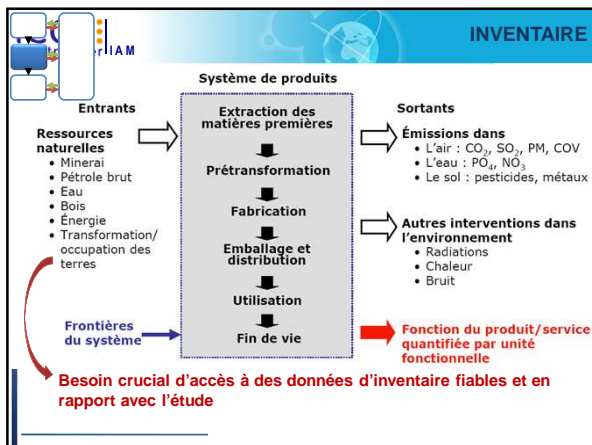 INVENTAIRE
IAM
Système de produits
Entrants
Ressources
naturelles
• Minerai
• Pétrole brut
• Eau
• Bois
• Énergie
• Transformation/
occupation des
terres
Frontières
du système
Extraction des
matières premières
Prétransformation
Fabrication
Emballage et
distribution
Utilisation
Fin de vie
Sortants
Émissions dans
• L'air : CO₂, SO₂, PM, COV
• L'eau : PO₄, NO₃
• Le sol : pesticides, métaux
Autres interventions dans
l'environnement
• Radiations
• Chaleur
• Bruit
Fonction du produit/service
quantifiée par unité
fonctionnelle
Besoin crucial d'accès à des données d'inventaire fiables et en
rapport avec l'étude